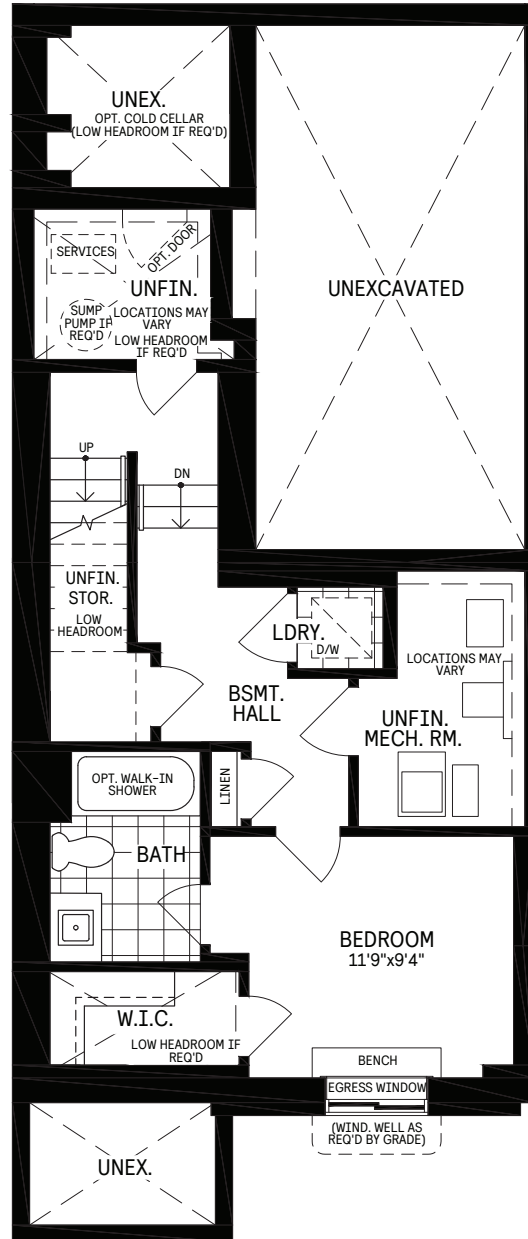 UNEX.
OPT. COLD CELLAR
(LOW HEADROOM IF REQ'D)
SERVICES
OPT. DOOR
UNFIN.
SUMP
PUMP IF
REQ'D
LOCATIONS MAY
VARY
LOW HEADROOM
IF REQ'D
UNEXCAVATED
UP
DN
UNFIN.
STOR.
LOW
HEADROOM
LDRY.
D/W
LOCATIONS MAY
VARY
BSMT.
HALL
UNFIN.
MECH. RM.
OPT. WALK-IN
SHOWER
LINEN
BATH
BEDROOM
11'9"x9'4"
W.I.C.
LOW HEADROOM IF
REQ'D
BENCH
EGRESS WINDOW
(WIND. WELL AS
REQ'D BY GRADE)
UNEX.